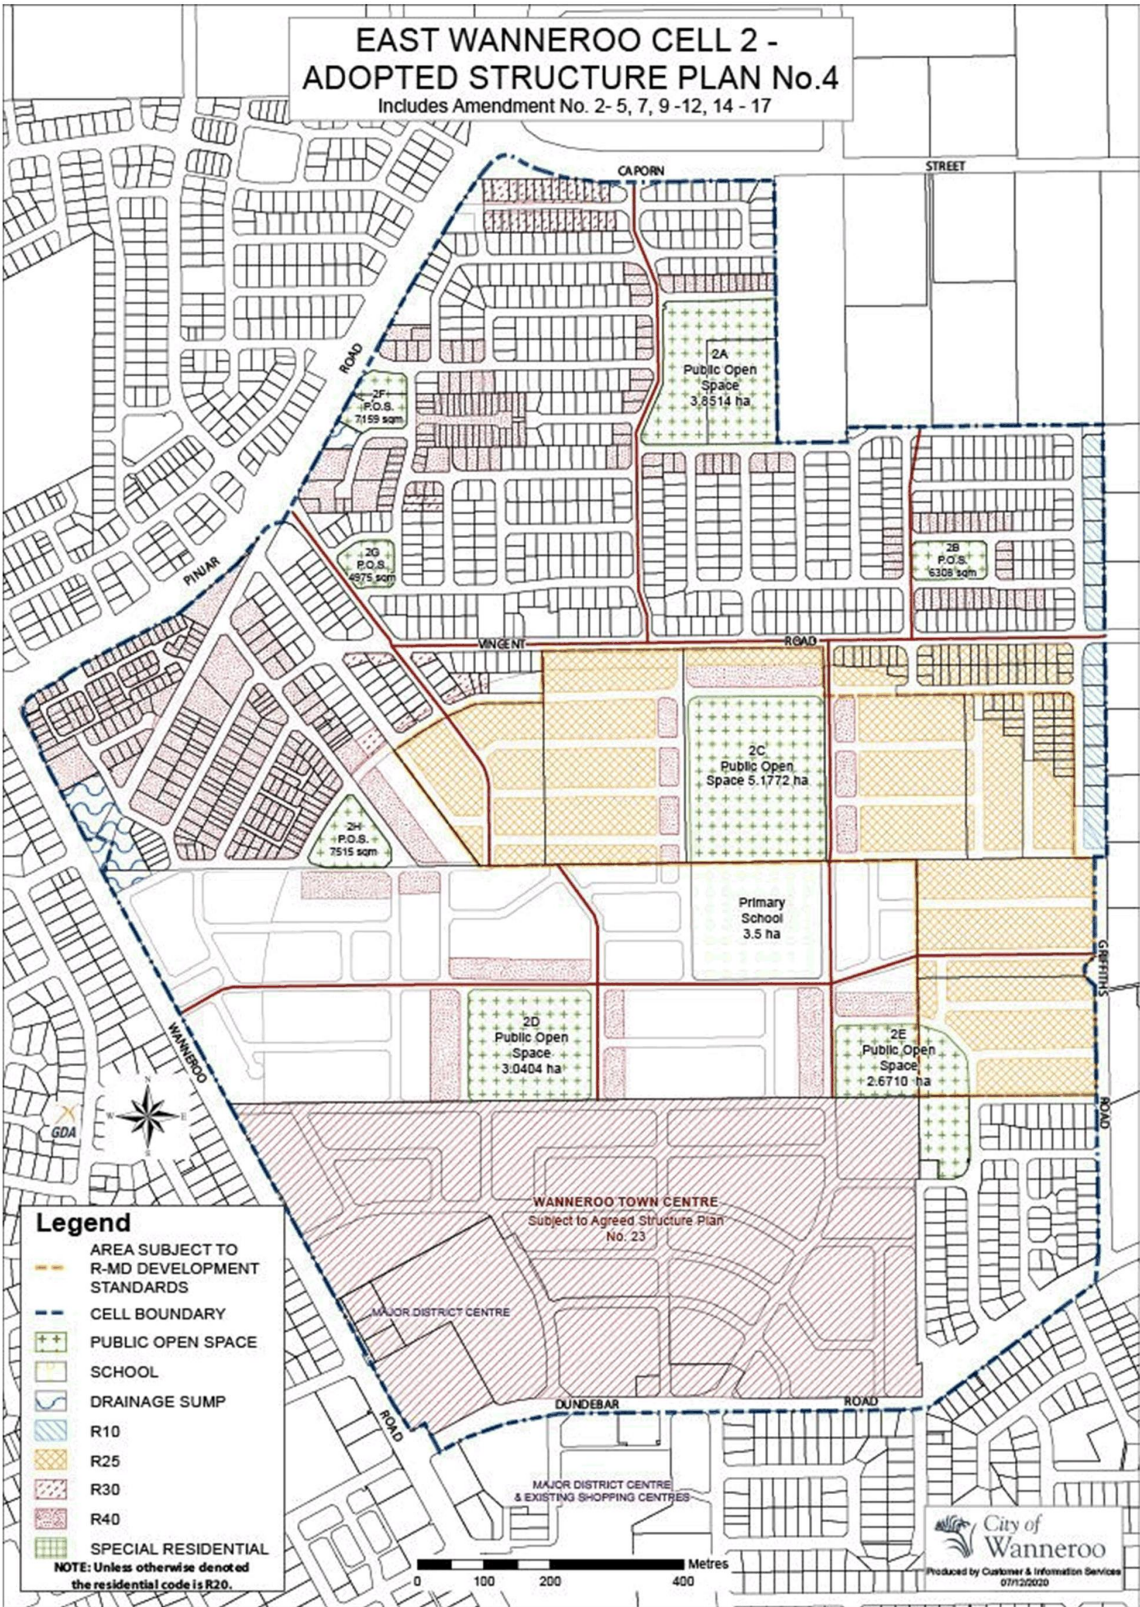 EAST WANNEROO CELL 2 -
ADOPTED STRUCTURE PLAN No.4
Includes Amendment No. 2- 5, 7, 9 -12, 14 - 17
CAPORN
STREET
ROAD
2A
Public Open
Space
3.8514 ha
2F
P.O.S.
7159 sqm
2G
P.O.S.
4975 sqm
2B
P.O.S.
6308 sqm
PINJAR
VINCENT
ROAD
2C
Public Open
Space 5.1772 ha
2H
P.O.S.
7515 sqm
Primary
School
3.5 ha
GRIFFITHS
2D
Public Open
Space
3.0404 ha
2E
Public Open
Space
2.6710 ha
WANNEROO
ROAD
N
W
E
S
GDA
WANNEROO TOWN CENTRE
Subject to Agreed Structure Plan
No. 23
MAJOR DISTRICT CENTRE
DUNDEBAR
ROAD
ROAD
MAJOR DISTRICT CENTRE
& EXISTING SHOPPING CENTRES
Legend
AREA SUBJECT TO
R-MD DEVELOPMENT
STANDARDS
CELL BOUNDARY
PUBLIC OPEN SPACE
SCHOOL
DRAINAGE SUMP
R10
R25
R30
R40
SPECIAL RESIDENTIAL
NOTE: Unless otherwise denoted
the residential code is R20.
Metres
0 100 200 400
City of
Wanneroo
Produced by Customer & Information Services
07/12/2020